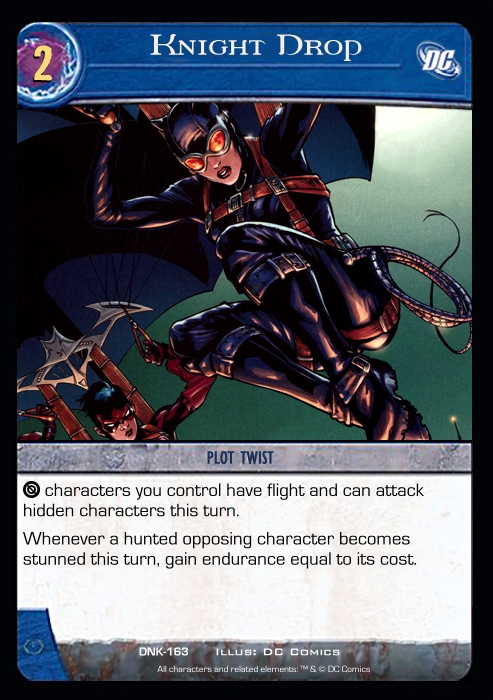 2
Knight Drop
DC
PLOT TWIST
characters you control have flight and can attack
hidden characters this turn.
Whenever a hunted opposing character becomes
stunned this turn, gain endurance equal to its cost.
DNK-163 Illus: DC Comics
All characters and related elements: ™ & © DC Comics